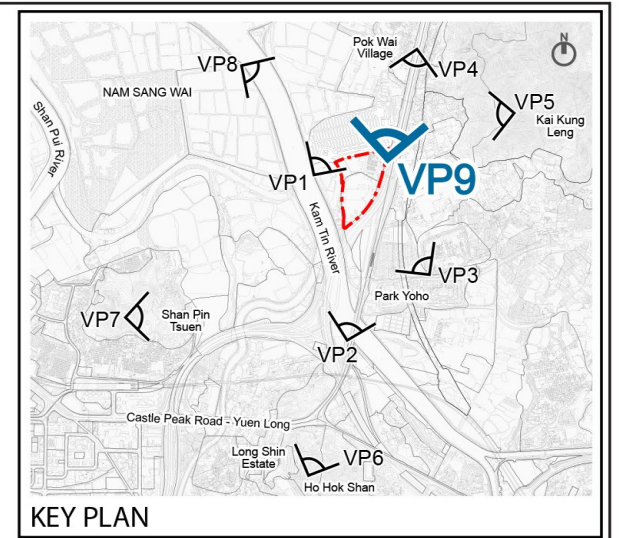 N
Pok Wai
Village
VP8
VP4
NAM SANG WAI
VP5
Kai Kung
Leng
Shan Pui River
VP1
VP9
Kam Tin River
VP3
Park Yoho
VP7
Shan Pin
Tsuen
VP2
Castle Peak Road - Yuen Long
Long Shin
Estate
VP6
Ho Hok Shan
KEY PLAN